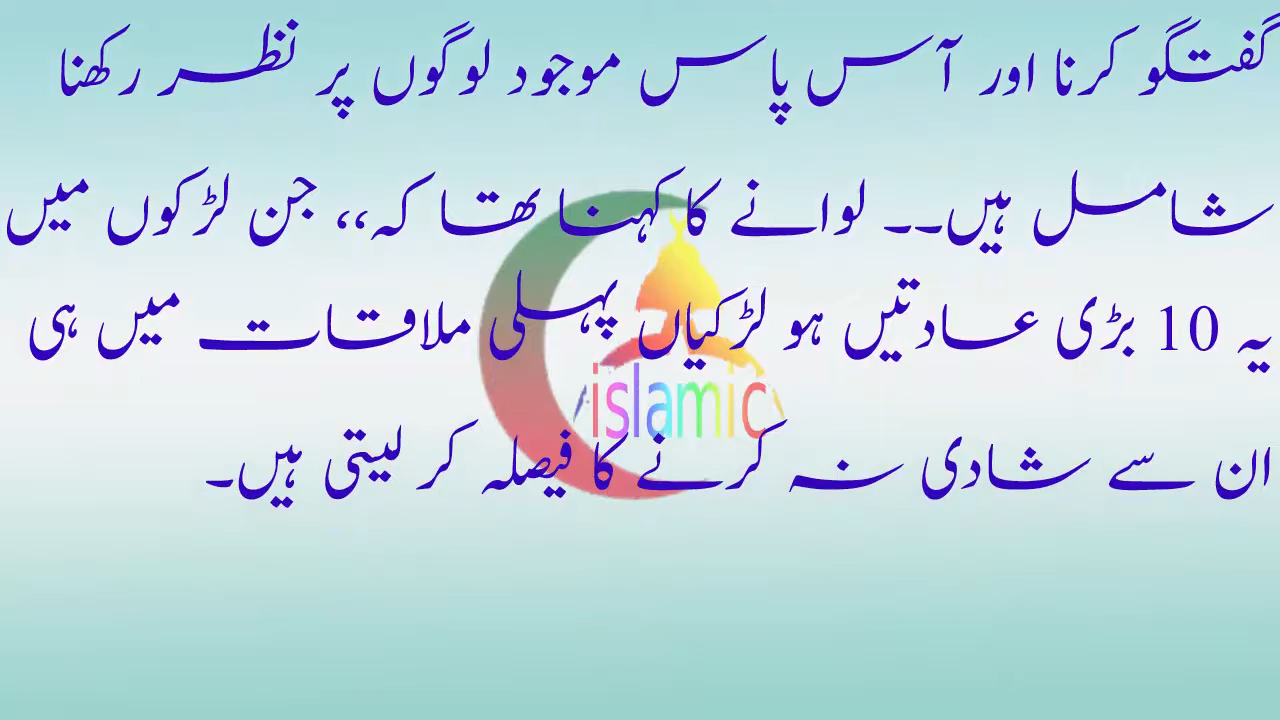 گفتگو کرنا اور آس پاس موجود لوگوں پر نظر رکھنا
شامل ہیں۔۔ لوانے کا کہنا تھا کہ،، جن لڑکوں میں
یہ 10 بڑی عادتیں ہو لڑکیاں پہلی ملاقات میں ہی
islamic
ان سے شادی نہ کرنے کا فیصلہ کر لیتی ہیں۔